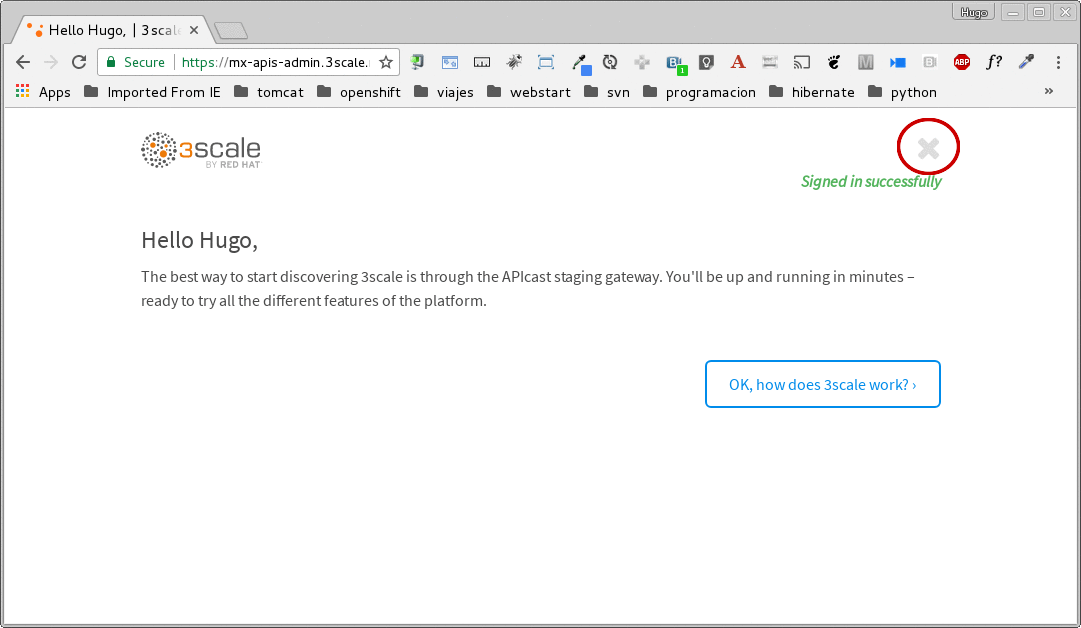 Hugo
Hello Hugo, | 3scale
Secure https://mx-apis-admin.3scale.
Apps Imported From IE tomcat openshift viajes webstart svn programacion hibernate python »
3scale
BY RED HAT
Signed in successfully
Hello Hugo,
The best way to start discovering 3scale is through the APIcast staging gateway. You'll be up and running in minutes –
ready to try all the different features of the platform.
OK, how does 3scale work? ›
1
A
M
B
ABP
f?